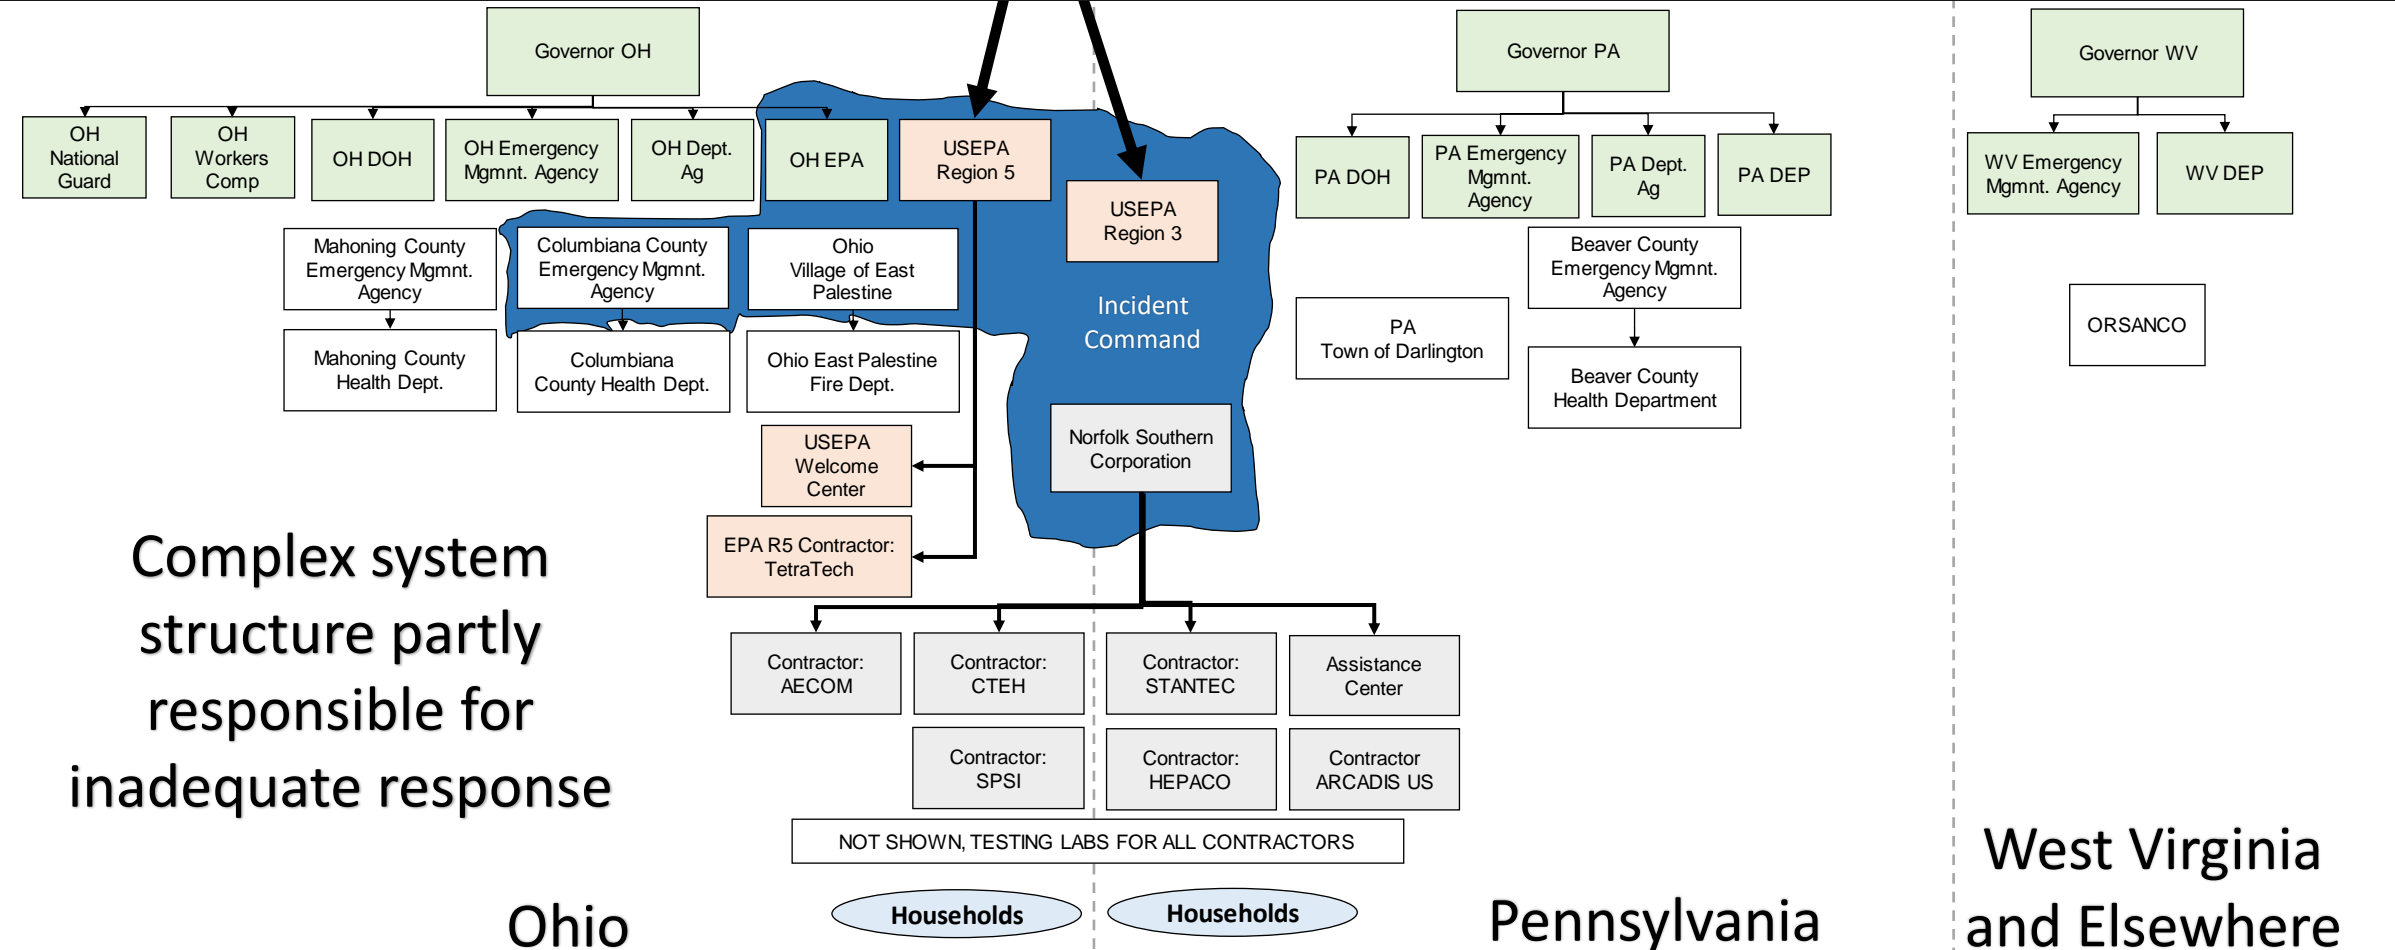 Governor OH
Governor PA
Governor WV
OH
National
Guard
OH
Workers
Comp
OH DOH
OH Emergency
Mgmnt. Agency
OH Dept.
Ag
OH EPA
USEPA
Region 5
USEPA
Region 3
PA DOH
PA Emergency
Mgmnt.
Agency
PA Dept.
Ag
PA DEP
WV Emergency
Mgmnt. Agency
WV DEP
Mahoning County
Emergency Mgmnt.
Agency
Columbiana County
Emergency Mgmnt.
Agency
Ohio
Village of East
Palestine
Incident
Command
Beaver County
Emergency Mgmnt.
Agency
PA
Town of Darlington
ORSANCO
Mahoning County
Health Dept.
Columbiana
County Health Dept.
Ohio East Palestine
Fire Dept.
Beaver County
Health Department
Norfolk Southern
Corporation
USEPA
Welcome
Center
EPA R5 Contractor:
TetraTech
Complex system
structure partly
responsible for
inadequate response
Contractor:
AECOM
Contractor:
CTEH
Contractor:
STANTEC
Assistance
Center
Contractor:
SPSI
Contractor:
HEPACO
Contractor
ARCADIS US
NOT SHOWN, TESTING LABS FOR ALL CONTRACTORS
Households
Households
Ohio
Pennsylvania
West Virginia
and Elsewhere